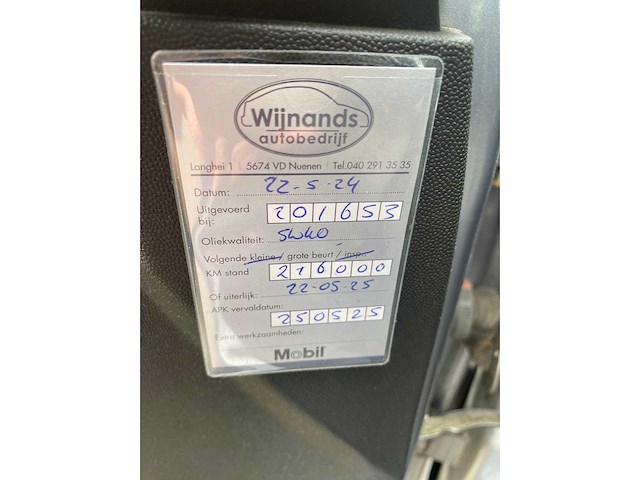 Wijnands
autobedrijf
Langhei 1 | 5674 VD Nuenen | Tel.040 291 35 35
Datum: 22-5-24
Uitgevoerd bij: 201653
Oliekwaliteit: 5W40
Volgende kleine / grote beurt / insp.
KM stand 216000
Of uiterlijk: 22-05-25
APK vervaldatum: 250525
Extra werkzaamheden:
Mobil